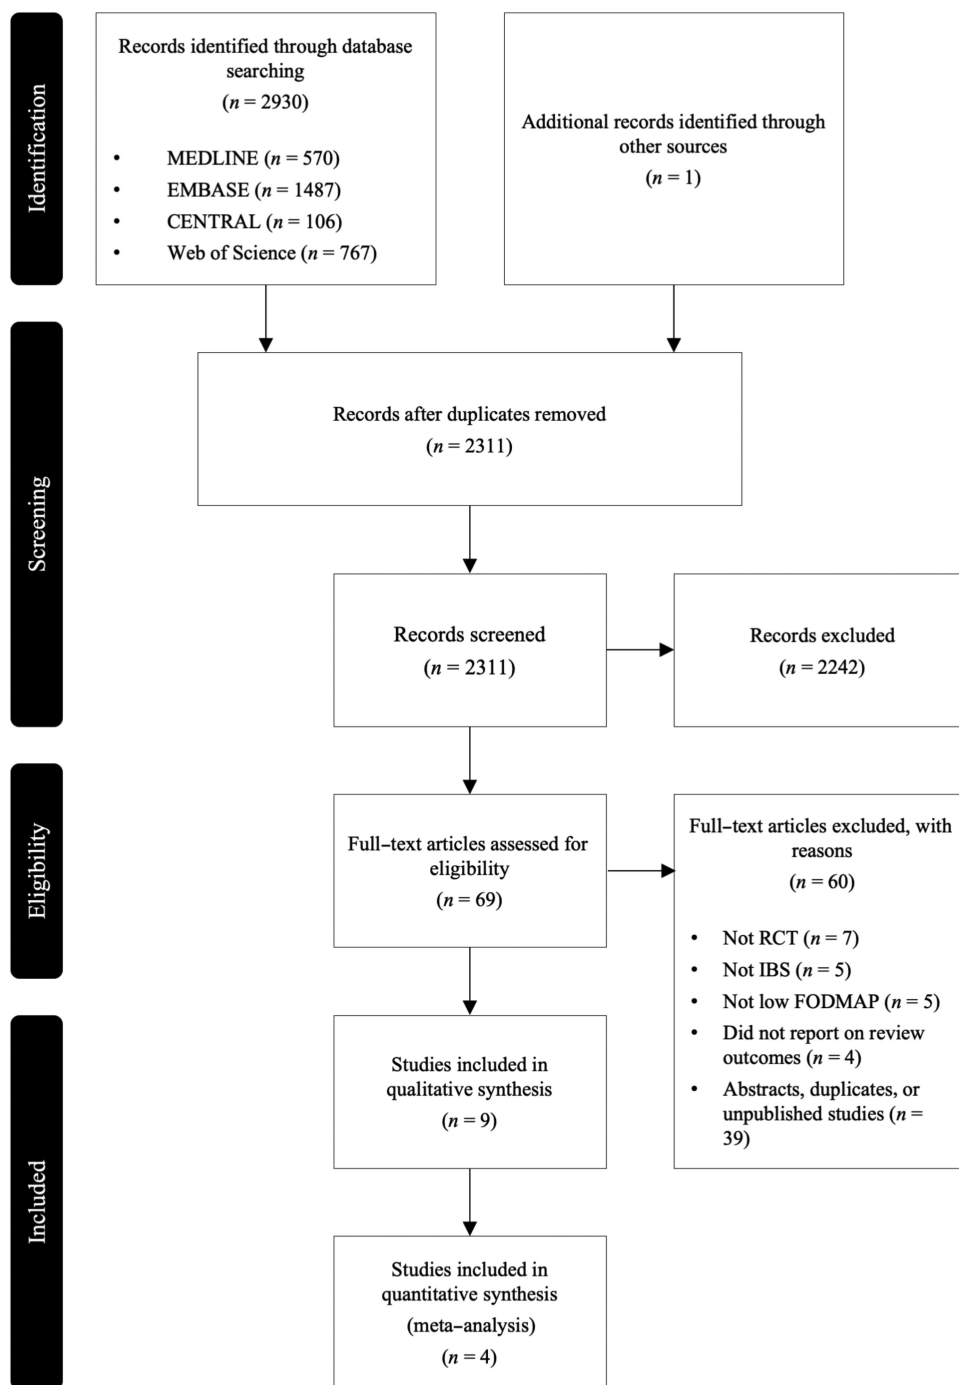 Identification
Records identified through database
searching
(n = 2930)
• MEDLINE (n = 570)
• EMBASE (n = 1487)
• CENTRAL (n = 106)
• Web of Science (n = 767)
Additional records identified through
other sources
(n = 1)
Screening
Records after duplicates removed
(n = 2311)
Records screened
(n = 2311)
Records excluded
(n = 2242)
Eligibility
Full-text articles assessed for
eligibility
(n = 69)
Full-text articles excluded, with
reasons
(n = 60)
• Not RCT (n = 7)
• Not IBS (n = 5)
• Not low FODMAP (n = 5)
• Did not report on review
outcomes (n = 4)
• Abstracts, duplicates, or
unpublished studies (n =
39)
Included
Studies included in
qualitative synthesis
(n = 9)
Studies included in
quantitative synthesis
(meta-analysis)
(n = 4)